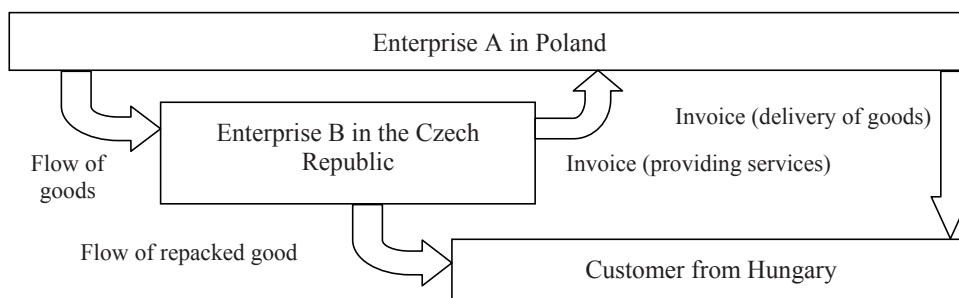 Enterprise A in Poland
Enterprise B in the Czech
Republic
Invoice (delivery of goods)
Flow of
goods
Invoice (providing services)
Flow of repacked good
Customer from Hungary